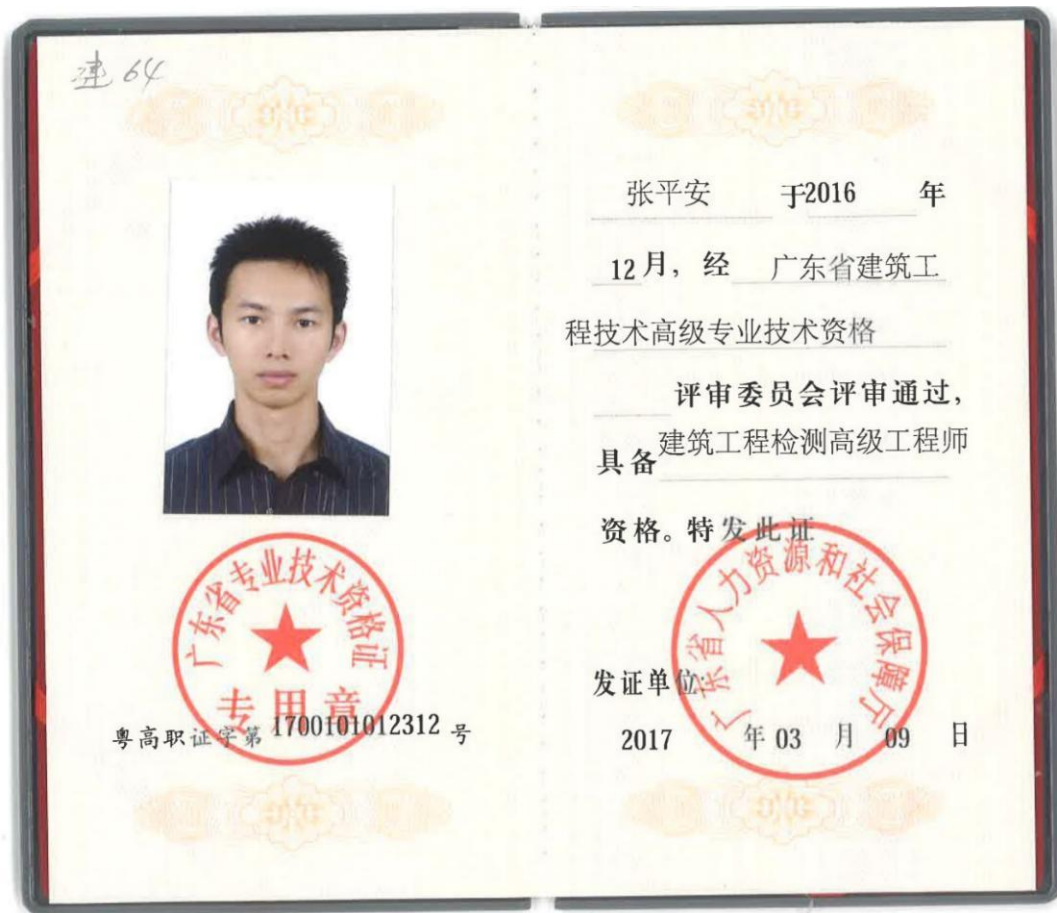 建64
广东省专业技术资格证
专用章
粤高职证字第 1700101012312 号
张平安 于2016 年
12月，经 广东省建筑工
程技术高级专业技术资格
评审委员会评审通过，
具备 建筑工程检测高级工程师
资格。特发此证
广东省人力资源和社会保障厅
发证单位:
2017 年 03 月 09 日